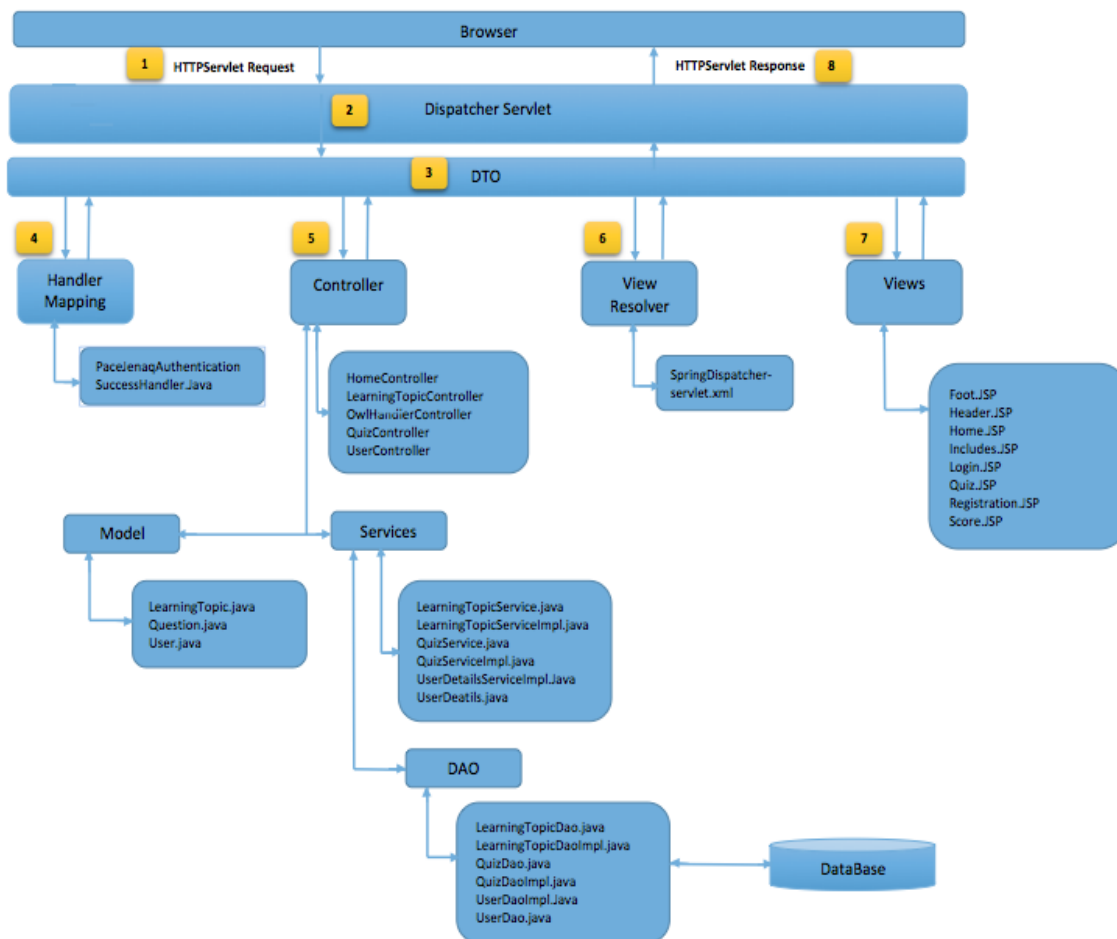 Browser
1
HTTPServlet Request
HTTPServlet Response
8
2
Dispatcher Servlet
3
DTO
4
5
6
7
Handler
Mapping
Controller
View
Resolver
Views
PaceJenaqAuthentication
SuccessHandler.Java
HomeController
LearningTopicController
OwlHandlerController
QuizController
UserController
SpringDispatcher-
servlet.xml
Foot.JSP
Header.JSP
Home.JSP
Includes.JSP
Login.JSP
Quiz.JSP
Registration.JSP
Score.JSP
Model
Services
LearningTopic.java
Question.java
User.java
LearningTopicService.java
LearningTopicServiceImpl.java
QuizService.java
QuizServiceImpl.java
UserDetailsServiceImpl.Java
UserDeatils.java
DAO
LearningTopicDao.java
LearningTopicDaoImpl.java
QuizDao.java
QuizDaoImpl.java
UserDaoImpl.Java
UserDao.java
DataBase